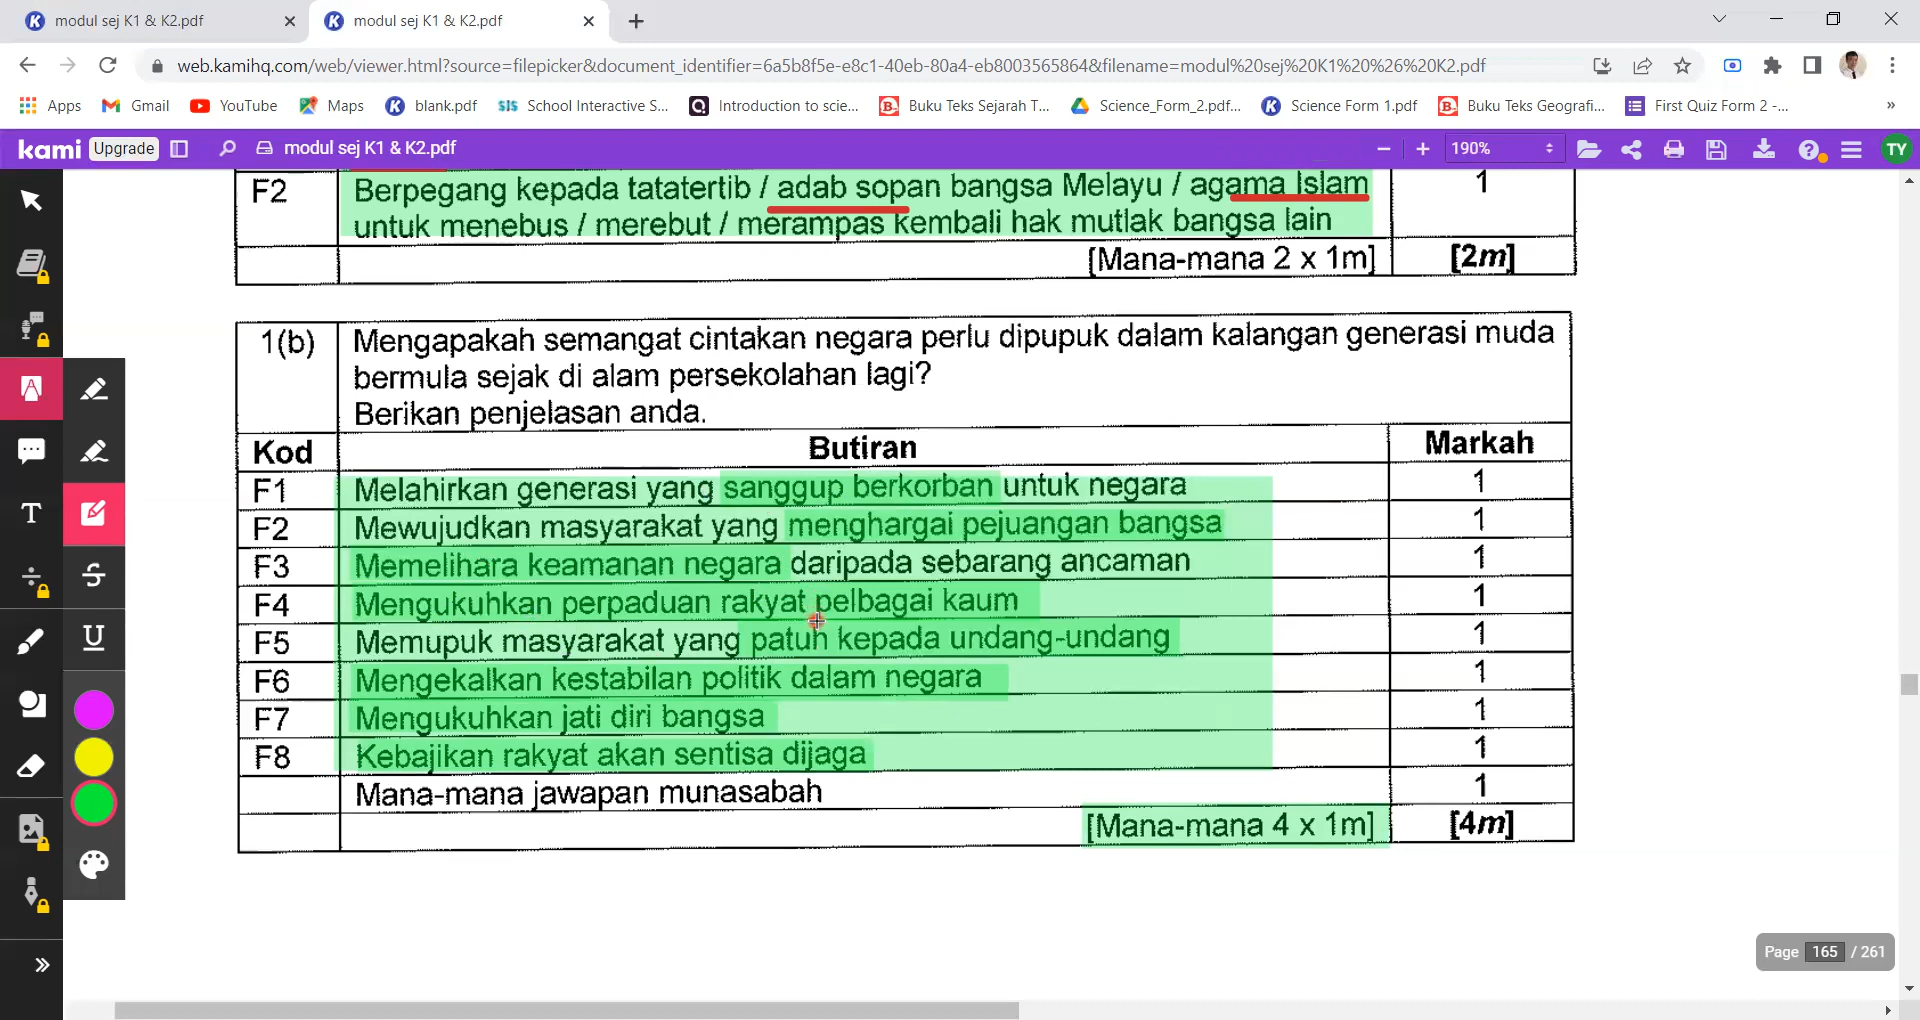 modul sej K1 & K2.pdf
modul sej K1 & K2.pdf
web.kamihq.com/web/viewer.html?source=filepicker&document_identifier=6a5b8f5e-e8c1-40eb-80a4-eb8003565864&filename=modul%20sej%20K1%20%26%20K2.pdf
Apps Gmail YouTube Maps blank.pdf School Interactive S... Introduction to scie... Buku Teks Sejarah T... Science_Form_2.pdf... Science Form 1.pdf Buku Teks Geografi... First Quiz Form 2 -... »
kami Upgrade modul sej K1 & K2.pdf − + 190% TY
F2 Berpegang kepada tatatertib / adab sopan bangsa Melayu / agama Islam 1
untuk menebus / merebut / merampas kembali hak mutlak bangsa lain
[Mana-mana 2 x 1m] [2m]
1(b) Mengapakah semangat cintakan negara perlu dipupuk dalam kalangan generasi muda
bermula sejak di alam persekolahan lagi?
Berikan penjelasan anda.
Kod Butiran Markah
F1 Melahirkan generasi yang sanggup berkorban untuk negara 1
F2 Mewujudkan masyarakat yang menghargai pejuangan bangsa 1
F3 Memelihara keamanan negara daripada sebarang ancaman 1
F4 Mengukuhkan perpaduan rakyat pelbagai kaum 1
F5 Memupuk masyarakat yang patuh kepada undang-undang 1
F6 Mengekalkan kestabilan politik dalam negara 1
F7 Mengukuhkan jati diri bangsa 1
F8 Kebajikan rakyat akan sentisa dijaga 1
Mana-mana jawapan munasabah 1
[Mana-mana 4 x 1m] [4m]
Page 165 / 261